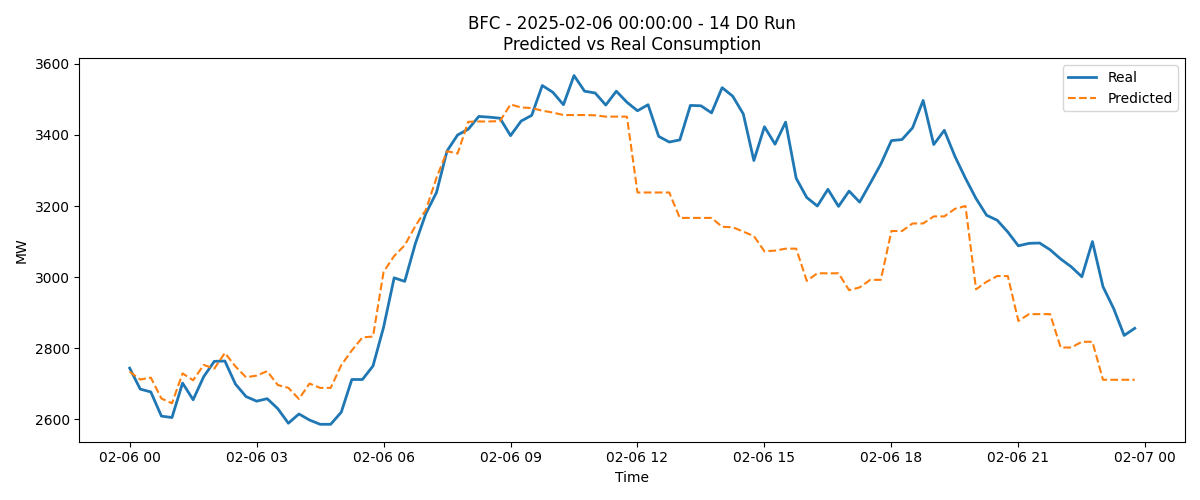 BFC - 2025-02-06 00:00:00 - 14 D0 Run
Predicted vs Real Consumption
3600
3400
3200
3000
2800
2600
MW
Real
Predicted
02-06 00
02-06 03
02-06 06
02-06 09
02-06 12
02-06 15
02-06 18
02-06 21
02-07 00
Time